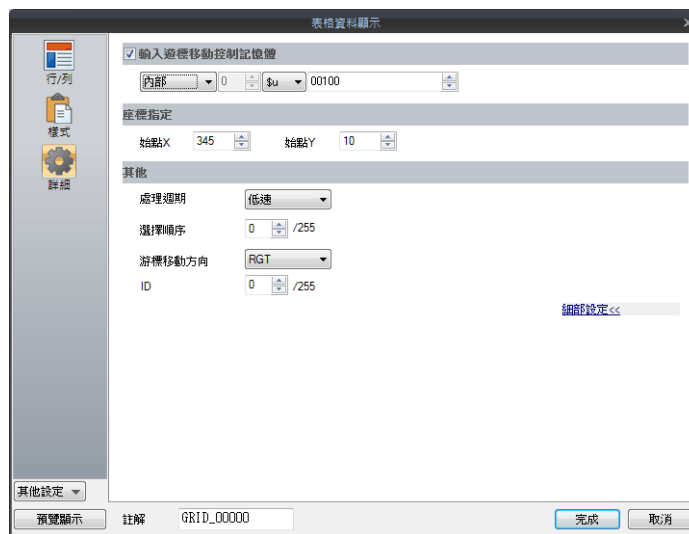 表格資料顯示
行/列
樣式
詳細
輸入遊標移動控制記憶體
內部 0 $u 00100
座標指定
始點X 345 始點Y 10
其他
處理週期 低速
選擇順序 0 /255
游標移動方向 RGT
ID 0 /255
細部設定<<
其他設定
預覽顯示 註解 GRID_00000 完成 取消